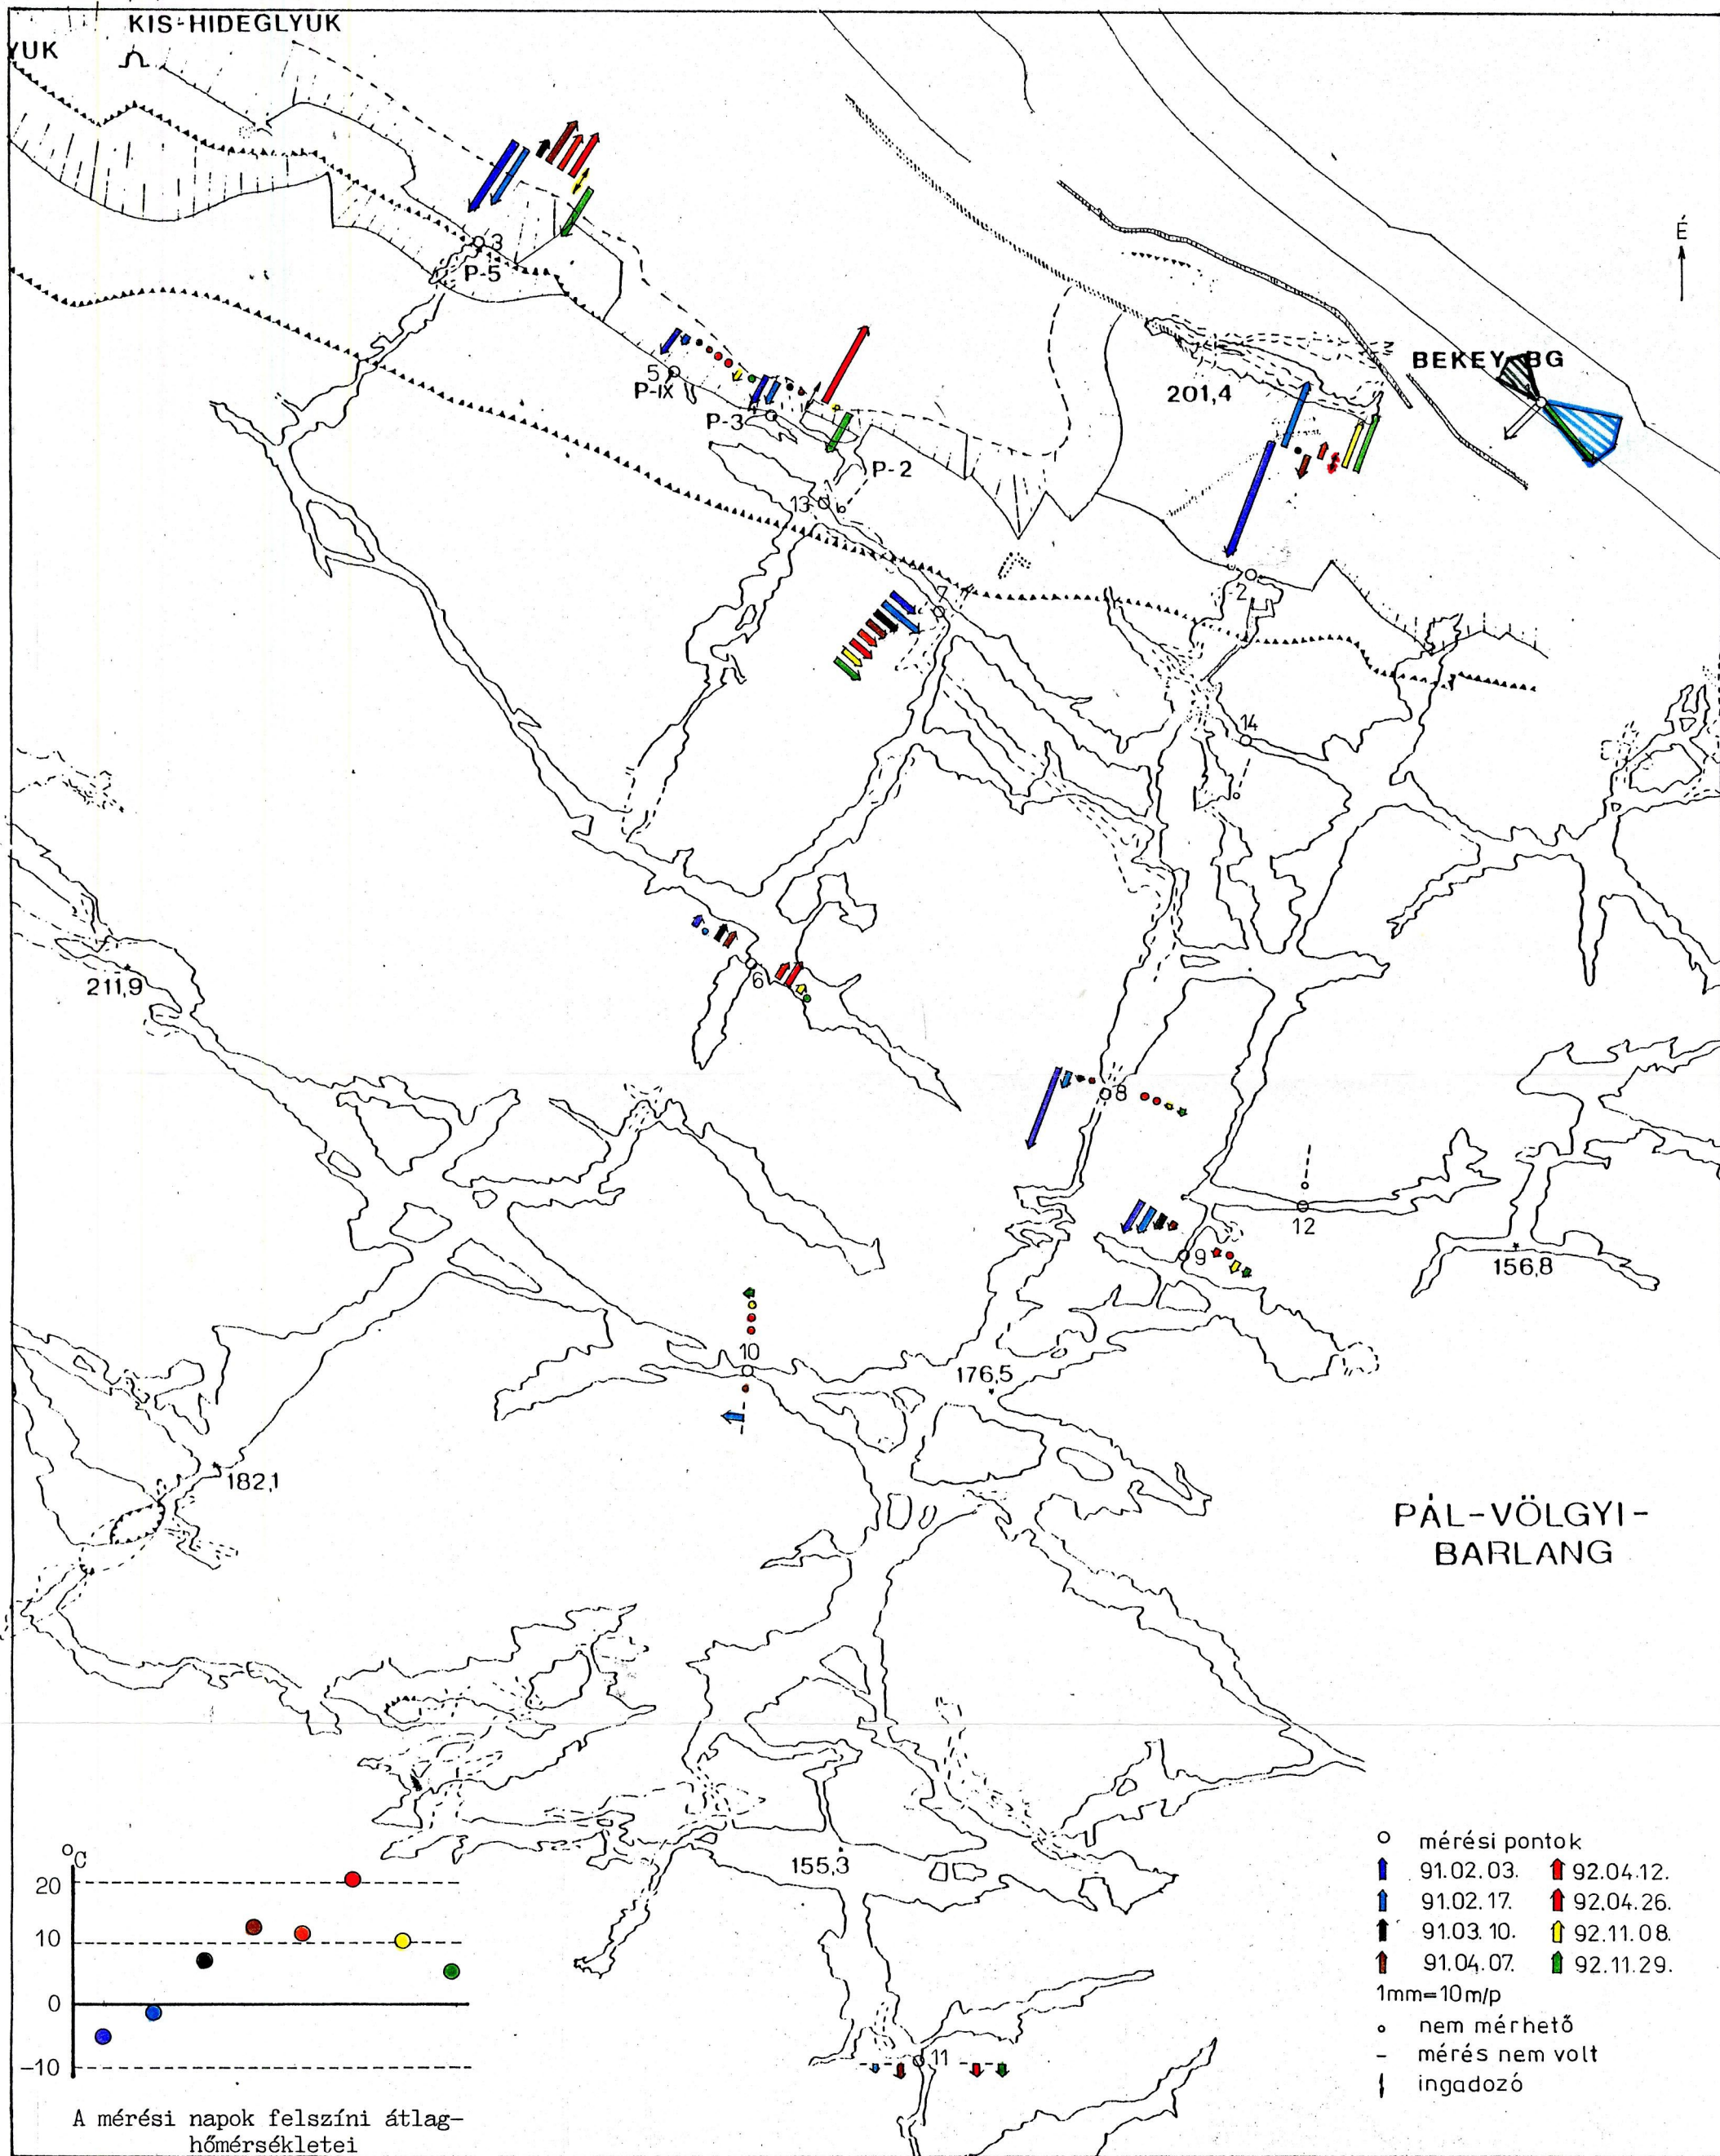 KIS-HIDEGLYUK
YUK
É
3
P-5
BEKEY BG
201,4
5
P-IX
4
P-3
P-2
13
7
2
14
6
211,9
8
12
9
156,8
10
176,5
182,1
PÁL-VÖLGYI-
BARLANG
155,3
11
°C
20
10
0
-10
A mérési napok felszíni átlag-
hőmérsékletei
mérési pontok
91.02.03. 92.04.12.
91.02.17. 92.04.26.
91.03.10. 92.11.08.
91.04.07. 92.11.29.
1mm=10m/p
nem mérhető
- mérés nem volt
ingadozó